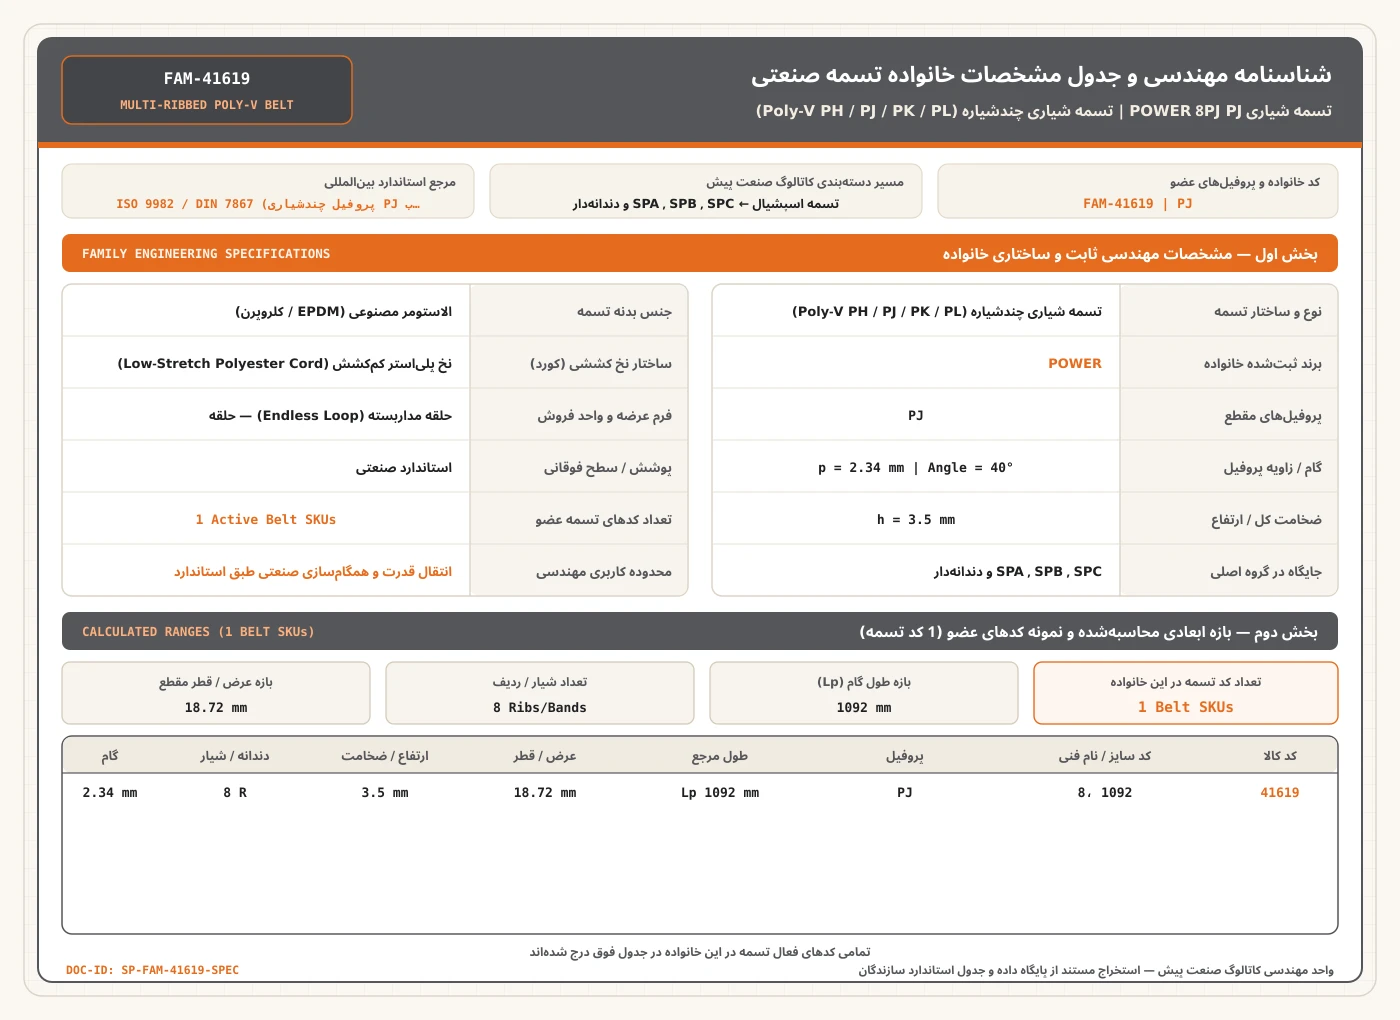 شناسنامه مهندسی و جدول مشخصات خانواده تسمه صنعتی
تسمه شیاری POWER 8PJ PJ | تسمه شیاری چندشیاره (Poly-V PH / PJ / PK / PL)
FAM-41619
MULTI-RIBBED POLY-V BELT
کد خانواده و پروفیل‌های عضو
FAM-41619 | PJ
مسیر دسته‌بندی کاتالوگ صنعت پیش
تسمه اسپشیال ← SPA , SPB , SPC و دندانه‌دار
مرجع استاندارد بین‌المللی
ISO 9982 / DIN 7867 (پروفیل چندشیاری PJ ب…
بخش اول — مشخصات مهندسی ثابت و ساختاری خانواده
FAMILY ENGINEERING SPECIFICATIONS
نوع و ساختار تسمه
تسمه شیاری چندشیاره (Poly-V PH / PJ / PK / PL)
برند ثبت‌شده خانواده
POWER
پروفیل‌های مقطع
PJ
گام / زاویه پروفیل
p = 2.34 mm | Angle = 40°
ضخامت کل / ارتفاع
h = 3.5 mm
جایگاه در گروه اصلی
SPA , SPB , SPC و دندانه‌دار
جنس بدنه تسمه
الاستومر مصنوعی (EPDM / کلروپرن)
ساختار نخ کششی (کورد)
نخ پلی‌استر کم‌کشش (Low-Stretch Polyester Cord)
فرم عرضه و واحد فروش
حلقه مداربسته (Endless Loop) — حلقه
پوشش / سطح فوقانی
استاندارد صنعتی
تعداد کدهای تسمه عضو
1 Active Belt SKUs
محدوده کاربری مهندسی
انتقال قدرت و همگام‌سازی صنعتی طبق استاندارد
بخش دوم — بازه ابعادی محاسبه‌شده و نمونه کدهای عضو (1 کد تسمه)
CALCULATED RANGES (1 BELT SKUs)
تعداد کد تسمه در این خانواده
1 Belt SKUs
بازه طول گام (Lp)
1092 mm
تعداد شیار / ردیف
8 Ribs/Bands
بازه عرض / قطر مقطع
18.72 mm
کد کالا کد سایز / نام فنی پروفیل طول مرجع عرض / قطر ارتفاع / ضخامت دندانه / شیار گام
41619 8، 1092 PJ Lp 1092 mm 18.72 mm 3.5 mm 8 R 2.34 mm
تمامی کدهای فعال تسمه در این خانواده در جدول فوق درج شده‌اند
واحد مهندسی کاتالوگ صنعت پیش — استخراج مستند از پایگاه داده و جدول استاندارد سازندگان
DOC-ID: SP-FAM-41619-SPEC